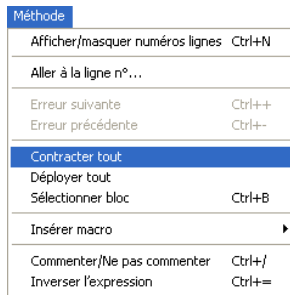 Méthode
Afficher/masquer numéros lignes Ctrl+N
Aller à la ligne n°...
Erreur suivante Ctrl++
Erreur précédente Ctrl+-
Contracter tout
Déployer tout
Sélectionner bloc Ctrl+B
Insérer macro
Commenter/Ne pas commenter Ctrl+/
Inverser l'expression Ctrl+=